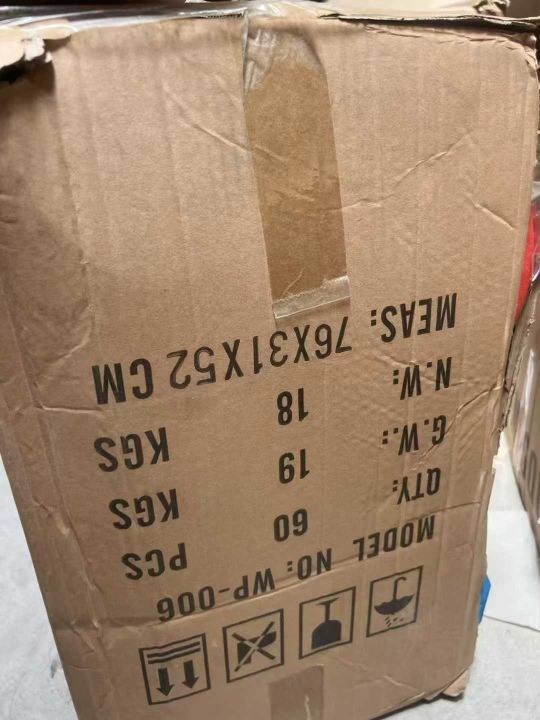 MODEL NO: WP-006
QTY: 60 PCS
G.W.: 19 KGS
N.W: 18 KGS
MEAS: 76X31X52 CM